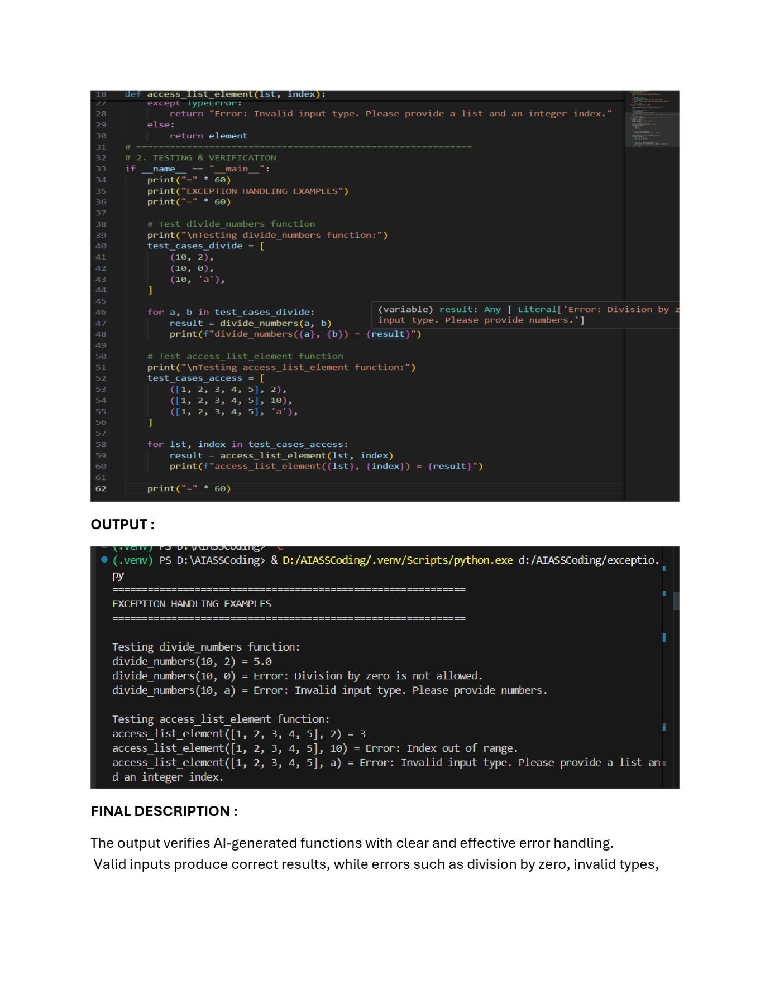 18 def access_list_element(lst, index):
27 except TypeError:
28 return "Error: Invalid input type. Please provide a list and an integer index."
29 else:
30 return element
31 # ============================================================
32 # 2. TESTING & VERIFICATION
33 if __name__ == "__main__":
34 print("=" * 60)
35 print("EXCEPTION HANDLING EXAMPLES")
36 print("=" * 60)
37
38 # Test divide_numbers function
39 print("\nTesting divide_numbers function:")
40 test_cases_divide = [
41 (10, 2),
42 (10, 0),
43 (10, 'a'),
44 ]
45
46 for a, b in test_cases_divide:
(variable) result: Any | Literal['Error: Division by z
input type. Please provide numbers.']
47 result = divide_numbers(a, b)
48 print(f"divide_numbers({a}, {b}) = {result}")
49
50 # Test access_list_element function
51 print("\nTesting access_list_element function:")
52 test_cases_access = [
53 ([1, 2, 3, 4, 5], 2),
54 ([1, 2, 3, 4, 5], 10),
55 ([1, 2, 3, 4, 5], 'a'),
56 ]
57
58 for lst, index in test_cases_access:
59 result = access_list_element(lst, index)
60 print(f"access_list_element({lst}, {index}) = {result}")
61
62 print("=" * 60)
OUTPUT :
(.venv) PS D:\AIASSCoding> ^C
(.venv) PS D:\AIASSCoding> & D:/AIASSCoding/.venv/Scripts/python.exe d:/AIASSCoding/exceptio.
py
============================================================
EXCEPTION HANDLING EXAMPLES
============================================================
Testing divide_numbers function:
divide_numbers(10, 2) = 5.0
divide_numbers(10, 0) = Error: Division by zero is not allowed.
divide_numbers(10, a) = Error: Invalid input type. Please provide numbers.
Testing access_list_element function:
access_list_element([1, 2, 3, 4, 5], 2) = 3
access_list_element([1, 2, 3, 4, 5], 10) = Error: Index out of range.
access_list_element([1, 2, 3, 4, 5], a) = Error: Invalid input type. Please provide a list an
d an integer index.
FINAL DESCRIPTION :
The output verifies AI-generated functions with clear and effective error handling.
Valid inputs produce correct results, while errors such as division by zero, invalid types,